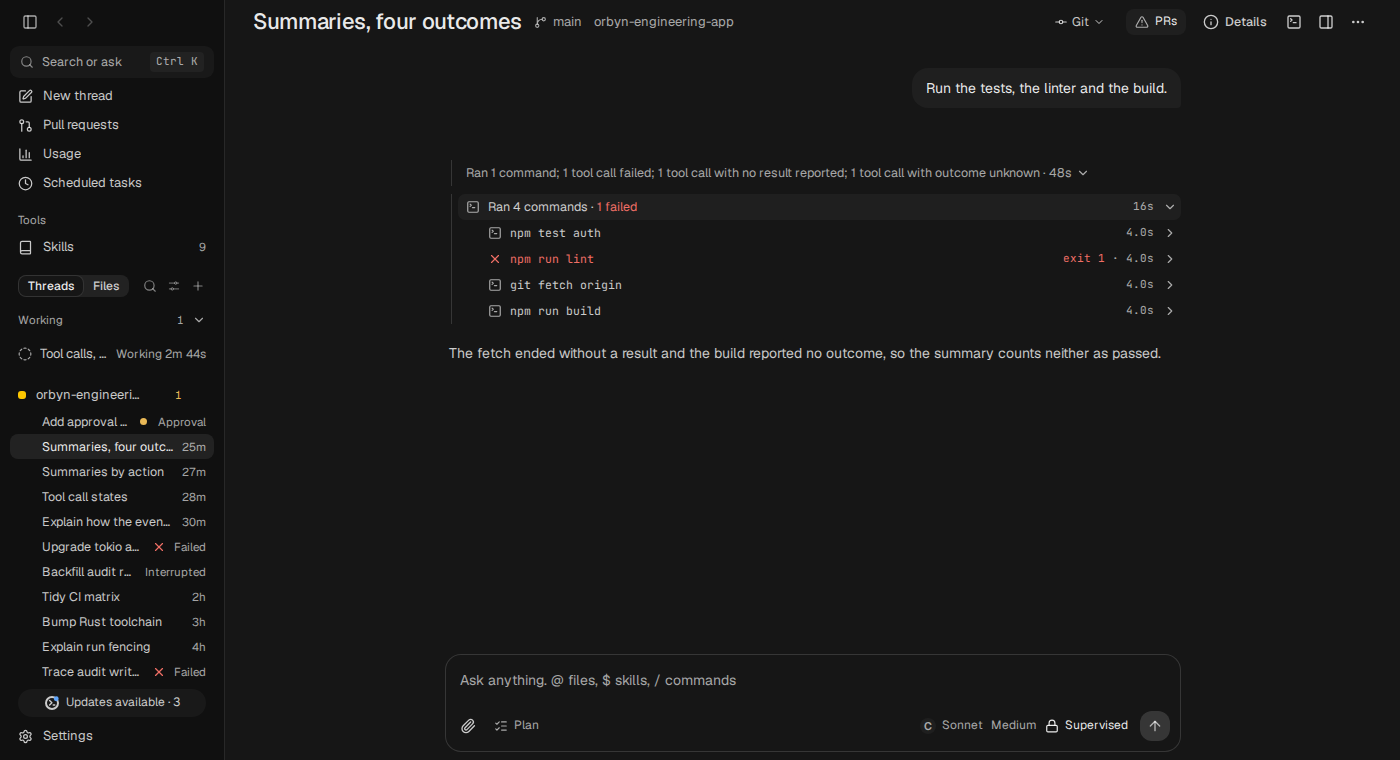 Summaries, four outcomes main orbyn-engineering-app Git PRs Details
Search or ask Ctrl K
New thread
Pull requests
Usage
Scheduled tasks
Tools
Skills 9
Threads Files
Working 1
Tool calls, … Working 2m 44s
orbyn-engineeri… 1
Add approval … Approval
Summaries, four outc… 25m
Summaries by action 27m
Tool call states 28m
Explain how the even… 30m
Upgrade tokio a… Failed
Backfill audit r… Interrupted
Tidy CI matrix 2h
Bump Rust toolchain 3h
Explain run fencing 4h
Trace audit writ… Failed
Updates available · 3
Settings
Run the tests, the linter and the build.
Ran 1 command; 1 tool call failed; 1 tool call with no result reported; 1 tool call with outcome unknown · 48s
Ran 4 commands · 1 failed 16s
npm test auth 4.0s
npm run lint exit 1 · 4.0s
git fetch origin 4.0s
npm run build 4.0s
The fetch ended without a result and the build reported no outcome, so the summary counts neither as passed.
Ask anything. @ files, $ skills, / commands
Plan C Sonnet Medium Supervised